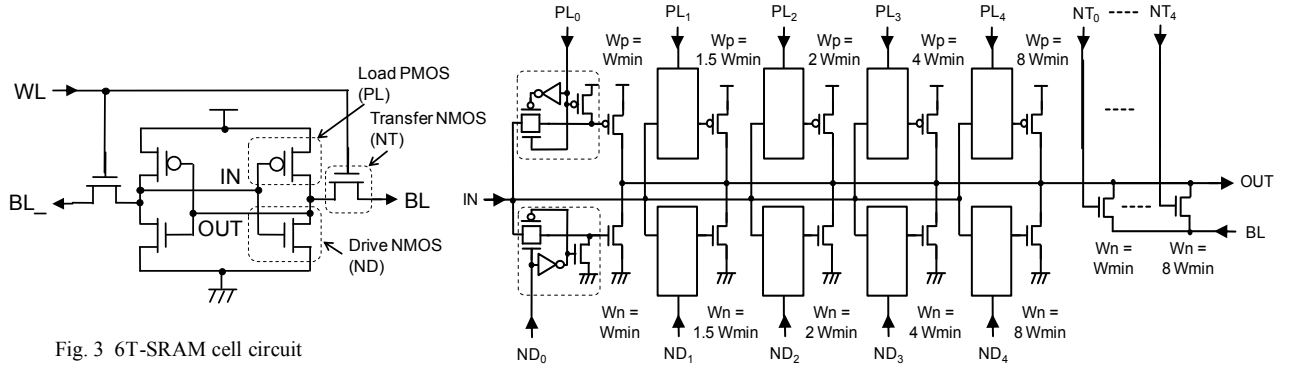 WL
BL_
IN
OUT
Load PMOS
(PL)
Transfer NMOS
(NT)
BL
Drive NMOS
(ND)
Fig. 3 6T-SRAM cell circuit
PL0 PL1 PL2 PL3 PL4 NT0 NT4
Wp =
Wmin
Wp =
1.5 Wmin
Wp =
2 Wmin
Wp =
4 Wmin
Wp =
8 Wmin
IN
OUT
BL
Wn =
Wmin
Wn =
8 Wmin
Wn =
Wmin
Wn =
1.5 Wmin
Wn =
2 Wmin
Wn =
4 Wmin
Wn =
8 Wmin
ND0 ND1 ND2 ND3 ND4